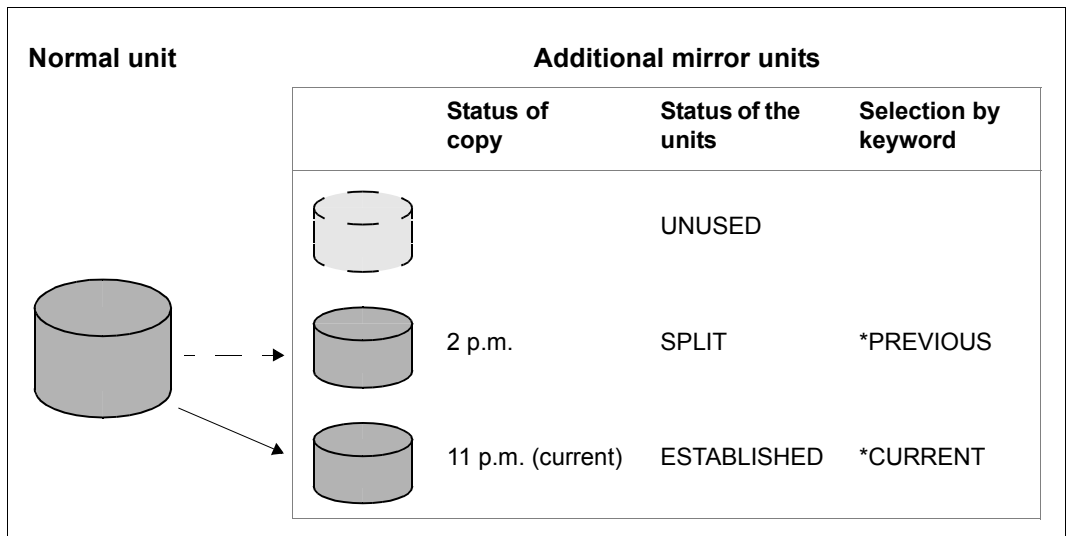 Normal unit
Additional mirror units
Status of
copy
Status of the
units
Selection by
keyword
UNUSED
2 p.m.
SPLIT
*PREVIOUS
11 p.m. (current)
ESTABLISHED
*CURRENT